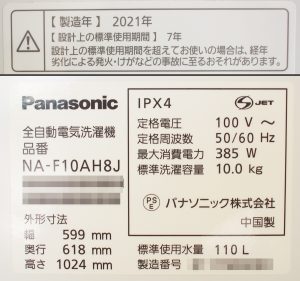 【 製造年 】 2021年
【 設計上の標準使用期間 】 7年
設計上の標準使用期間を超えてお使いの場合は、経年
劣化による発火・けがなどの事故に至るおそれがあります。
Panasonic
全自動電気洗濯機
品番
NA-F10AH8J
外形寸法
幅 599 mm
奥行 618 mm
高さ 1024 mm
IPX4 JET
定格電圧 100 V ~
定格周波数 50/60 Hz
最大消費電力 385 W
標準洗濯容量 10.0 kg
PS E パナソニック株式会社
中国製
標準使用水量 110 L
製造番号